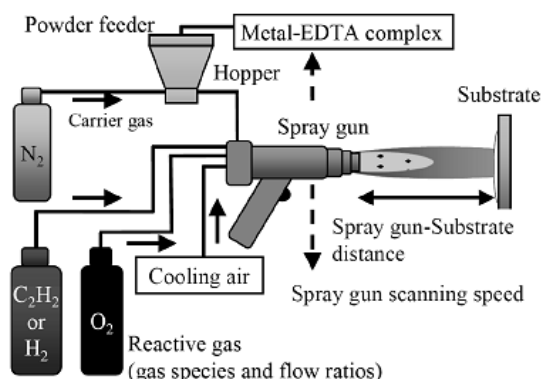 Powder feeder
Metal-EDTA complex
Hopper
Substrate
Carrier gas
Spray gun
N₂
Spray gun-Substrate
distance
Cooling air
C₂H₂
or
H₂
O₂
Spray gun scanning speed
Reactive gas
(gas species and flow ratios)